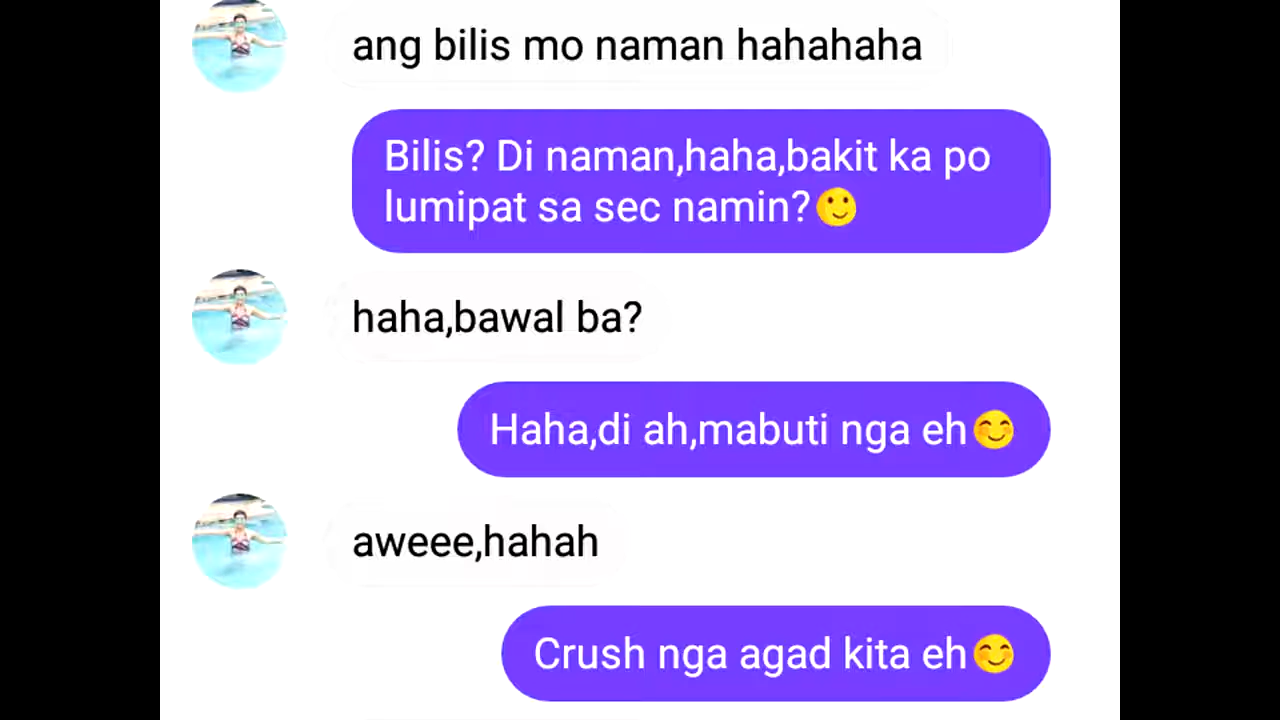 ang bilis mo naman hahahaha
Bilis? Di naman,haha,bakit ka po
lumipat sa sec namin?🙂
haha,bawal ba?
Haha,di ah,mabuti nga eh😊
aweee,hahah
Crush nga agad kita eh😊